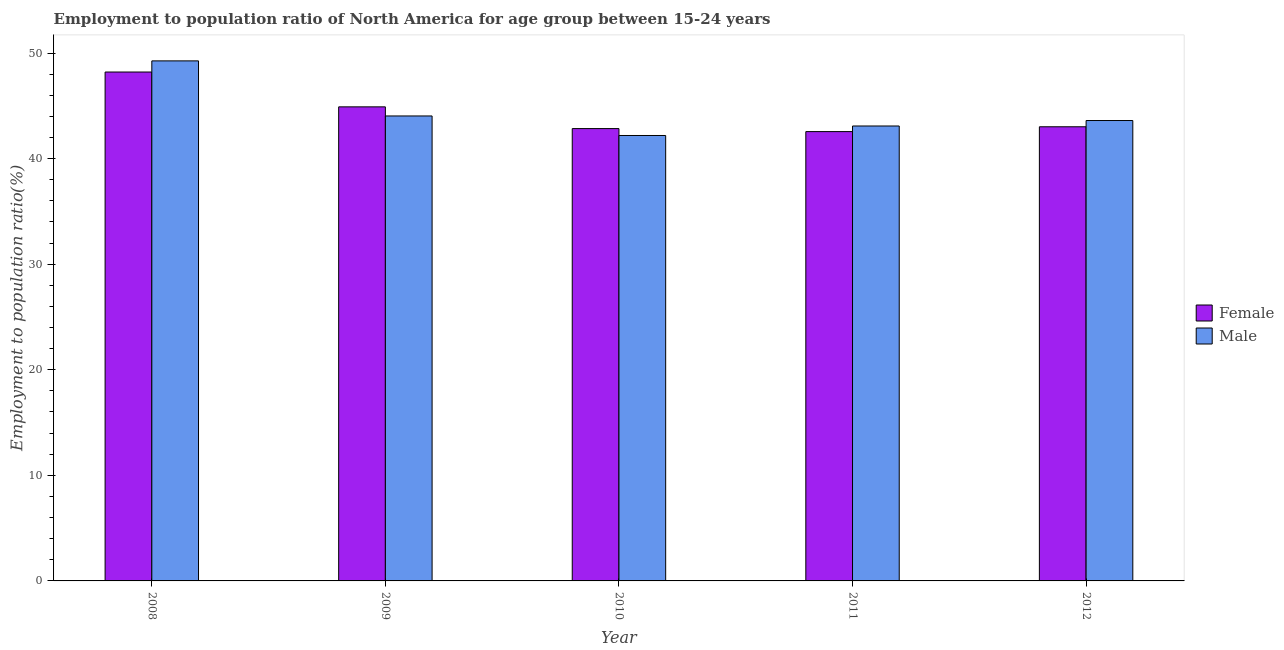 Employment to population ratio of North America for age group between 15-24 years
Employment to population ratio(%)
50
40
30
20
10
0
2008
2009
2010
2011
2012
Year
Female
Male